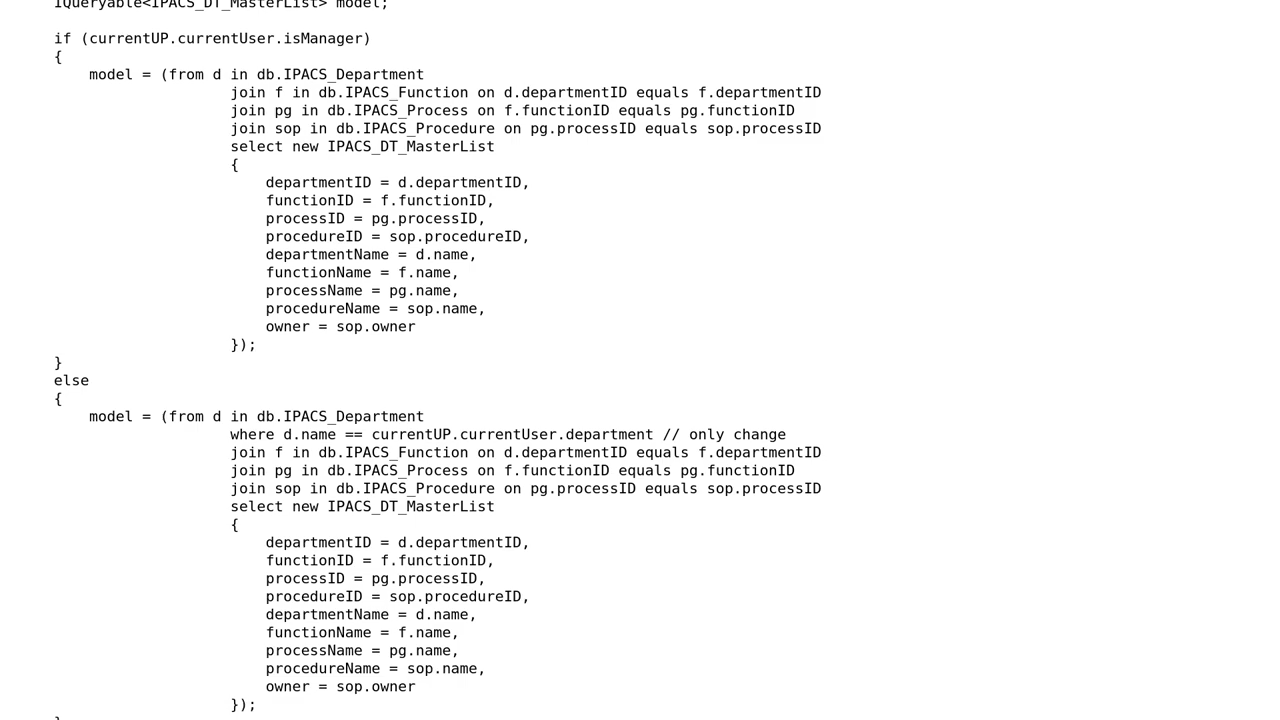 IQueryable<IPACS_DT_MasterList> model;
if (currentUP.currentUser.isManager)
{
model = (from d in db.IPACS_Department
join f in db.IPACS_Function on d.departmentID equals f.departmentID
join pg in db.IPACS_Process on f.functionID equals pg.functionID
join sop in db.IPACS_Procedure on pg.processID equals sop.processID
select new IPACS_DT_MasterList
{
departmentID = d.departmentID,
functionID = f.functionID,
processID = pg.processID,
procedureID = sop.procedureID,
departmentName = d.name,
functionName = f.name,
processName = pg.name,
procedureName = sop.name,
owner = sop.owner
});
}
else
{
model = (from d in db.IPACS_Department
where d.name == currentUP.currentUser.department // only change
join f in db.IPACS_Function on d.departmentID equals f.departmentID
join pg in db.IPACS_Process on f.functionID equals pg.functionID
join sop in db.IPACS_Procedure on pg.processID equals sop.processID
select new IPACS_DT_MasterList
{
departmentID = d.departmentID,
functionID = f.functionID,
processID = pg.processID,
procedureID = sop.procedureID,
departmentName = d.name,
functionName = f.name,
processName = pg.name,
procedureName = sop.name,
owner = sop.owner
});
}